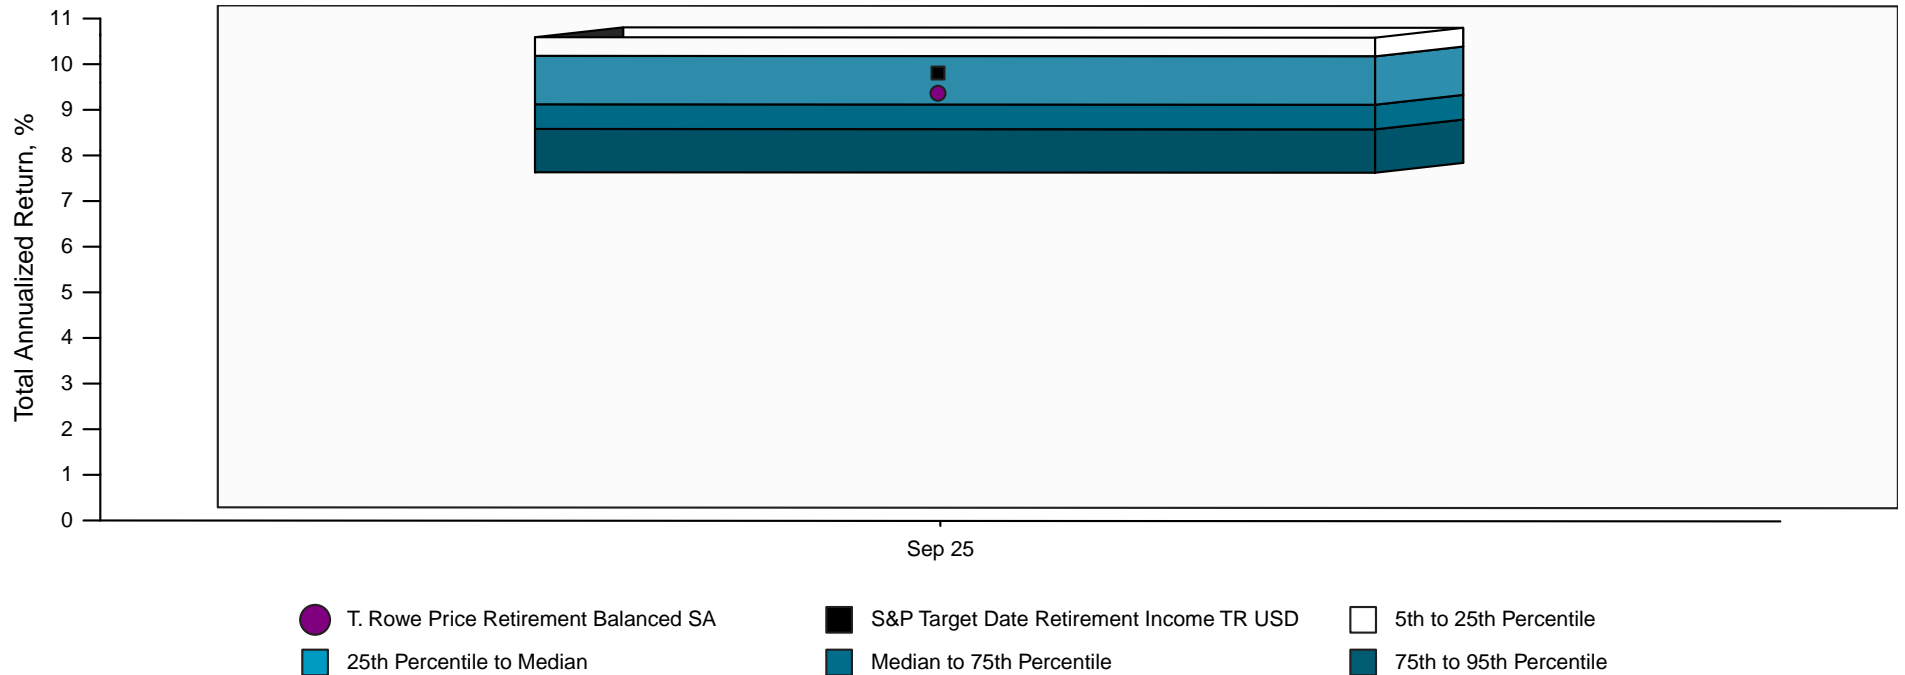 Total Annualized Return, %
11
10
9
8
7
6
5
4
3
2
1
0
Sep 25
T. Rowe Price Retirement Balanced SA
S&P Target Date Retirement Income TR USD
5th to 25th Percentile
25th Percentile to Median
Median to 75th Percentile
75th to 95th Percentile